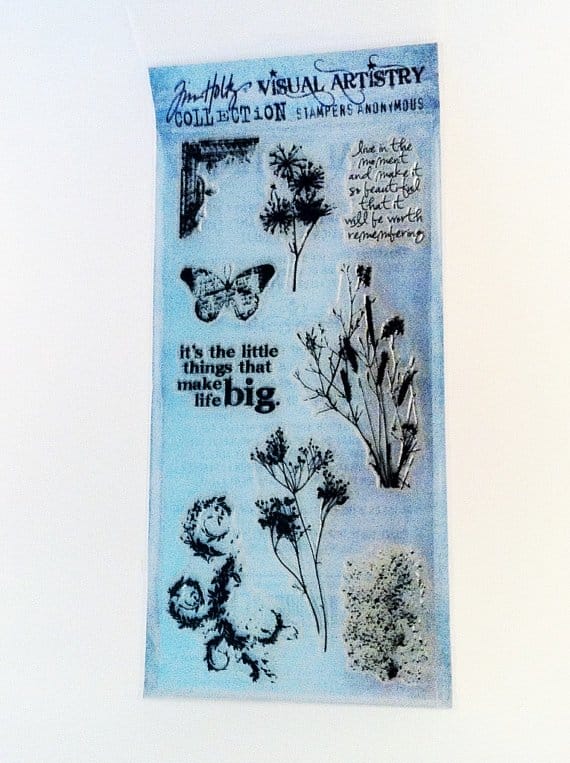 Tim Holtz VISUAL ARTISTRY
COLLECTION STAMPERS ANONYMOUS
live in the
moment
and make it
so beautiful
that it
will be worth
remembering
it's the little
things that
make
life big.